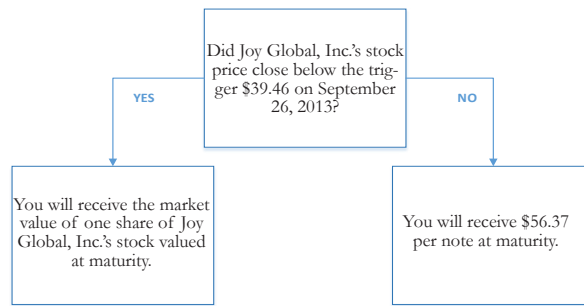 Did Joy Global, Inc.'s stock
price close below the trig-
ger $39.46 on September
26, 2013?
YES
NO
You will receive the market
value of one share of Joy
Global, Inc.'s stock valued
at maturity.
You will receive $56.37
per note at maturity.